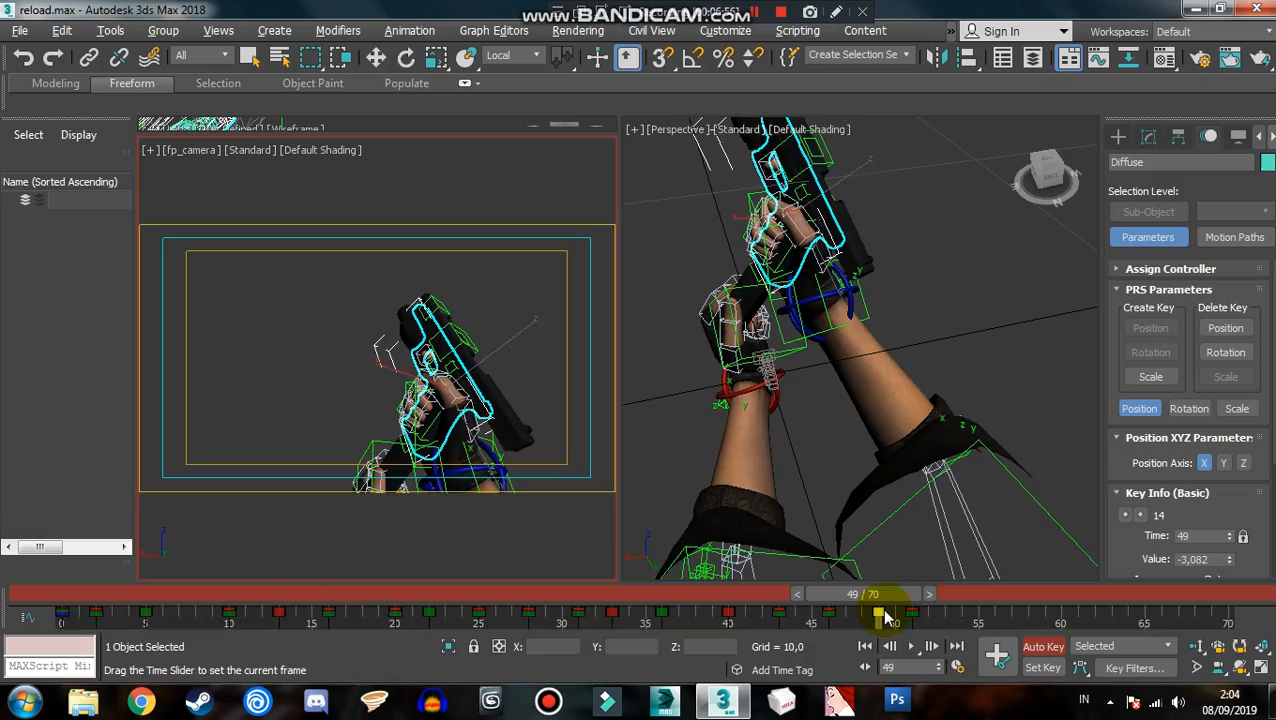 reload.max - Autodesk 3ds Max 2018
www.BANDICAM.com
File Edit Tools Group Views Create Modifiers Animation Graph Editors Rendering Civil View Customize Scripting Content Sign In Workspaces: Default
All Local Create Selection Se
Modeling Freeform Selection Object Paint Populate
Select Display
Name (Sorted Ascending)
[Wireframe]
[+] [fp_camera] [Standard] [Default Shading]
[+] [Perspective] [Standard] [Default Shading]
Diffuse
Selection Level:
Sub-Object
Parameters Motion Paths
Assign Controller
PRS Parameters
Create Key Delete Key
Position Position
Rotation Rotation
Scale Scale
Position Rotation Scale
Position XYZ Parameter
Position Axis: X Y Z
Key Info (Basic)
14
Time: 49
Value: -3,082
49 / 70
0 5 10 15 20 25 30 35 40 45 50 55 60 65 70
1 Object Selected X: Y: Z: Grid = 10,0 Auto Key Selected
MAXScript Mi
Drag the Time Slider to set the current frame Add Time Tag 49 Set Key Key Filters...
IN 2:04
08/09/2019